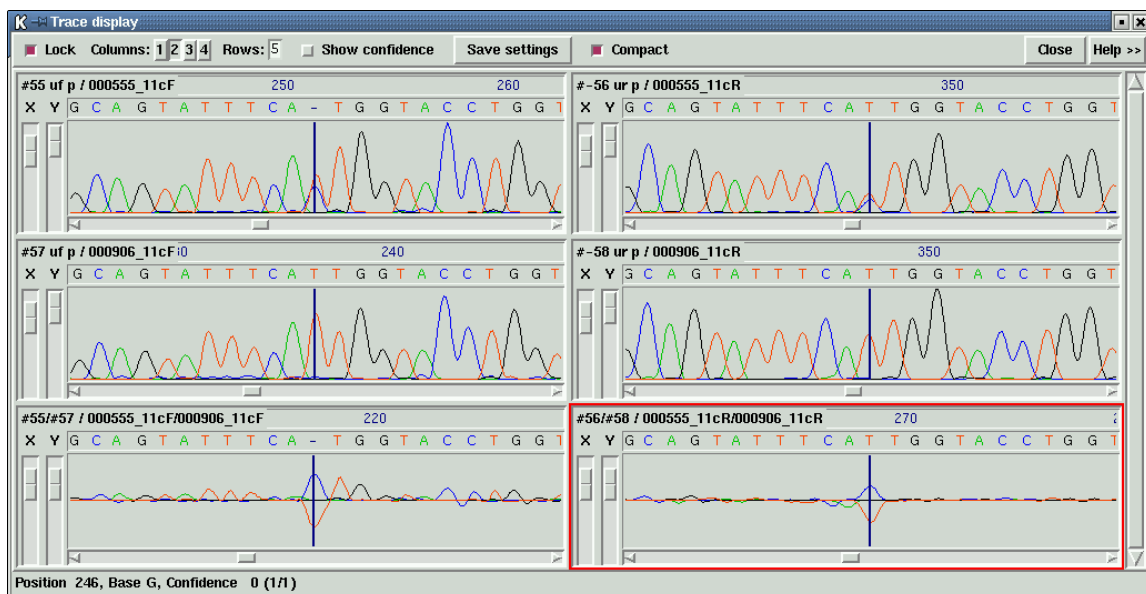 Trace display
Lock Columns: 1 2 3 4 Rows: 5 Show confidence Save settings Compact Close Help >>
#55 uf p / 000555_11cF 250 260
X Y G C A G T A T T T C A - T G G T A C C T G G T
#-56 ur p / 000555_11cR 350
X Y G C A G T A T T T C A T T G G T A C C T G G T
#57 uf p / 000906_11cF 240
X Y G C A G T A T T T C A T T G G T A C C T G G T
#-58 ur p / 000906_11cR 350
X Y G C A G T A T T T C A T T G G T A C C T G G T
#55/#57 / 000555_11cF/000906_11cF 220
X Y G C A G T A T T T C A - T G G T A C C T G G T
#56/#58 / 000555_11cR/000906_11cR 270
X Y G C A G T A T T T C A T T G G T A C C T G G T
Position 246, Base G, Confidence 0 (1/1)